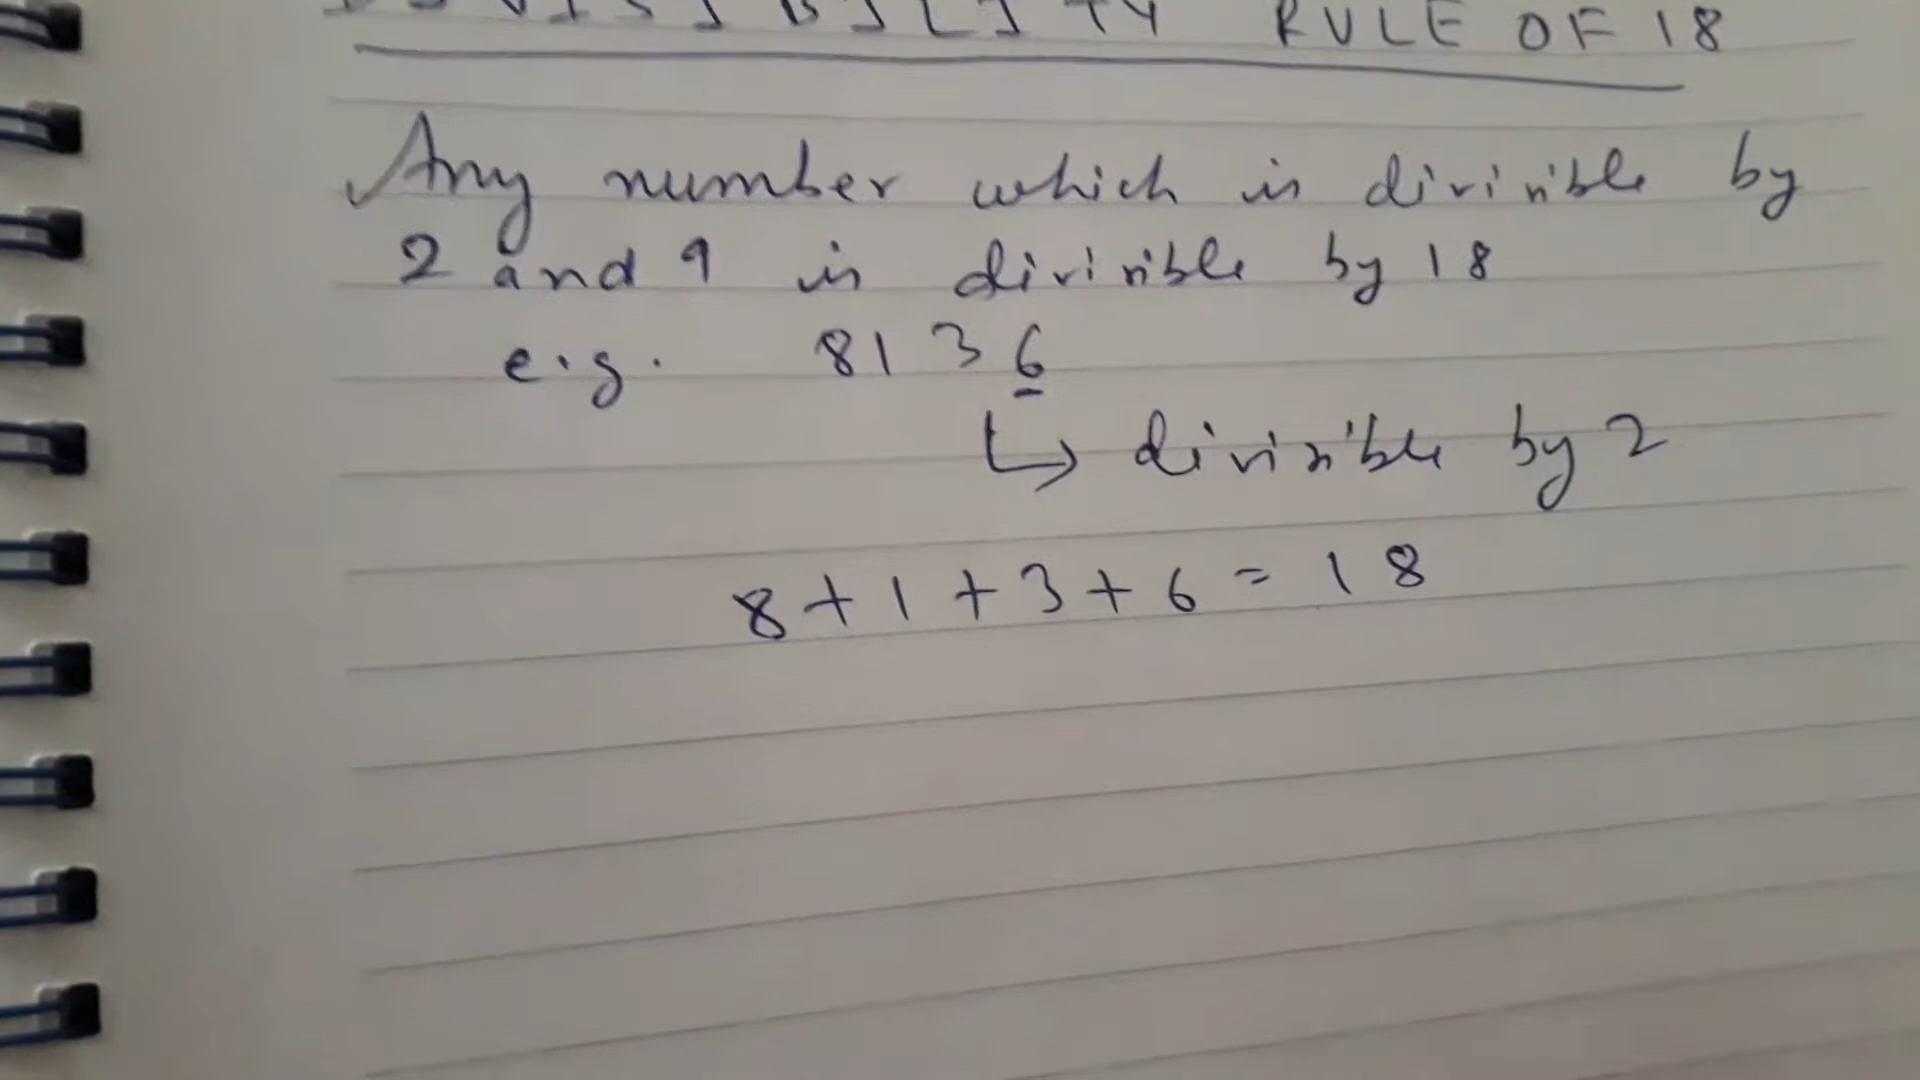 DIVISIBILITY RULE OF 18
Any number which is divisible by
2 and 9 is divisible by 18
e.g. 8136
↳ divisible by 2
8+1+3+6=18